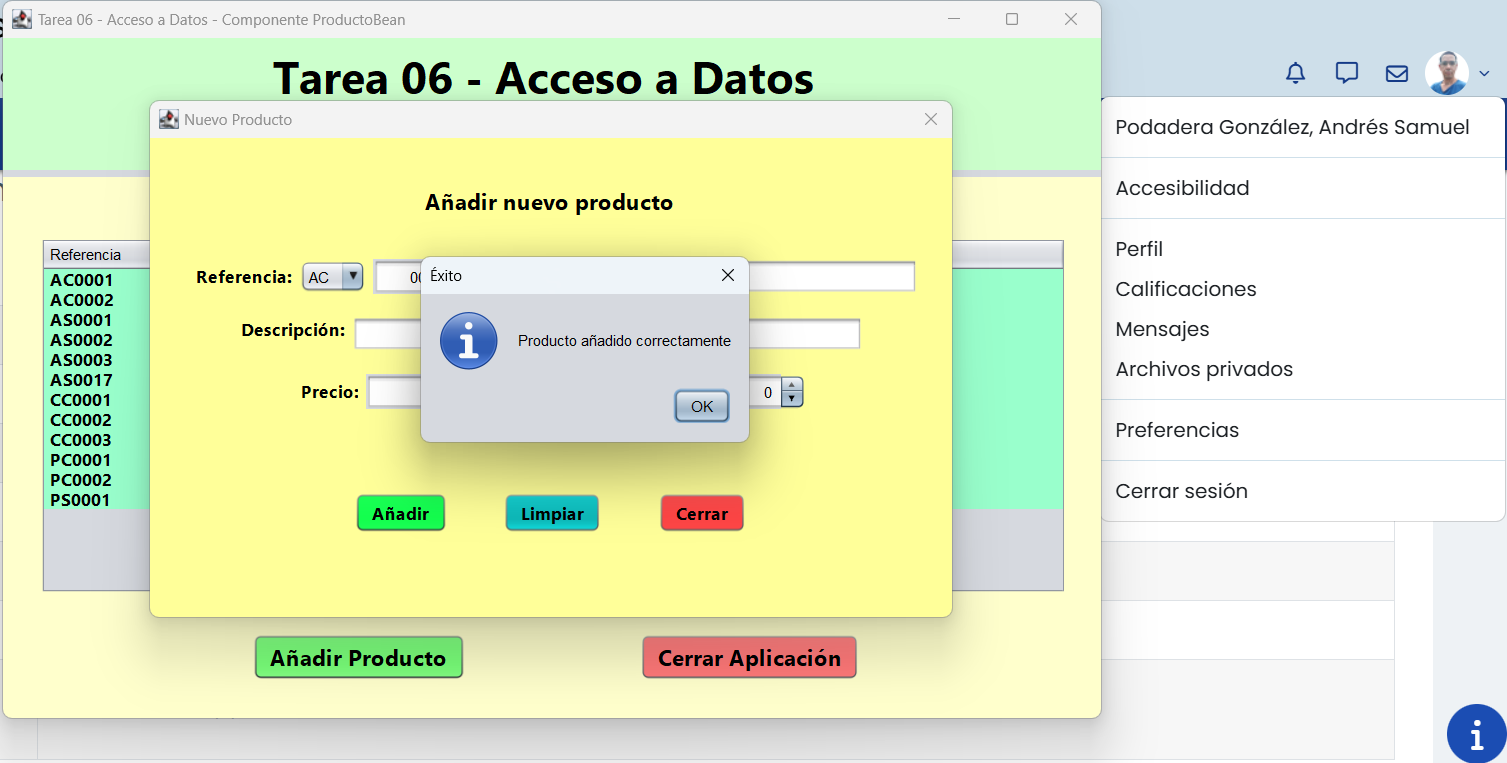 Tarea 06 - Acceso a Datos - Componente ProductoBean
Tarea 06 - Acceso a Datos
Nuevo Producto
Podadera González, Andrés Samuel
Accesibilidad
Perfil
Calificaciones
Mensajes
Archivos privados
Preferencias
Cerrar sesión
Añadir nuevo producto
Referencia
Referencia: AC
Éxito
Producto añadido correctamente
OK
Descripción:
Precio:
0
AC0001
AC0002
AS0001
AS0002
AS0003
AS0017
CC0001
CC0002
CC0003
PC0001
PC0002
PS0001
Añadir
Limpiar
Cerrar
Añadir Producto
Cerrar Aplicación